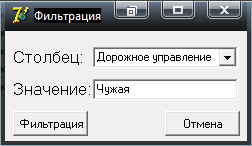 Фильтрация
Столбец: Дорожное управление
Значение: Чужая
Фильтрация Отмена